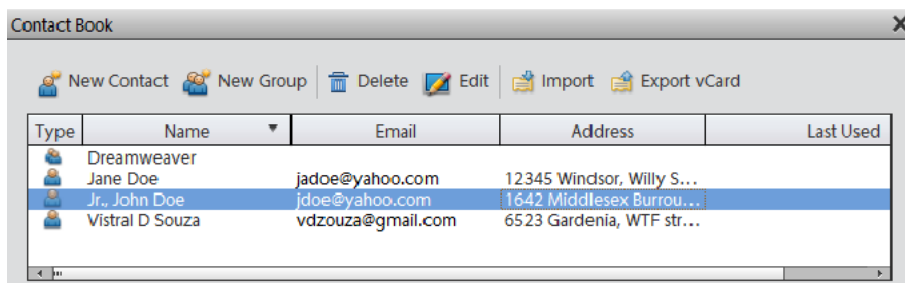 Contact Book
New Contact New Group Delete Edit Import Export vCard
Type Name Email Address Last Used
Dreamweaver
Jane Doe jadoe@yahoo.com 12345 Windsor, Willy S...
Jr., John Doe jdoe@yahoo.com 1642 Middlesex Burrou...
Vistral D Souza vdzouza@gmail.com 6523 Gardenia, WTF str...